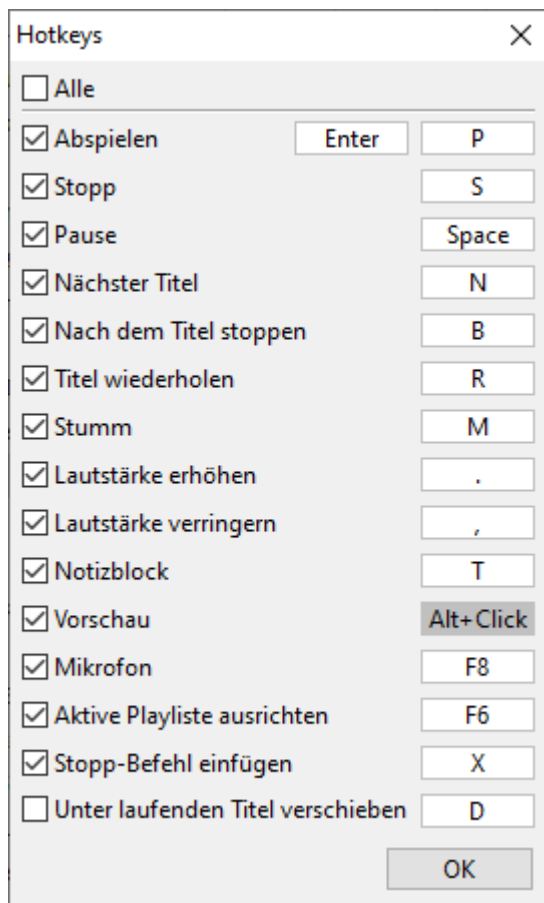 Hotkeys
Alle
Abspielen Enter P
Stopp S
Pause Space
Nächster Titel N
Nach dem Titel stoppen B
Titel wiederholen R
Stumm M
Lautstärke erhöhen .
Lautstärke verringern ,
Notizblock T
Vorschau Alt+Click
Mikrofon F8
Aktive Playliste ausrichten F6
Stopp-Befehl einfügen X
Unter laufenden Titel verschieben D
OK